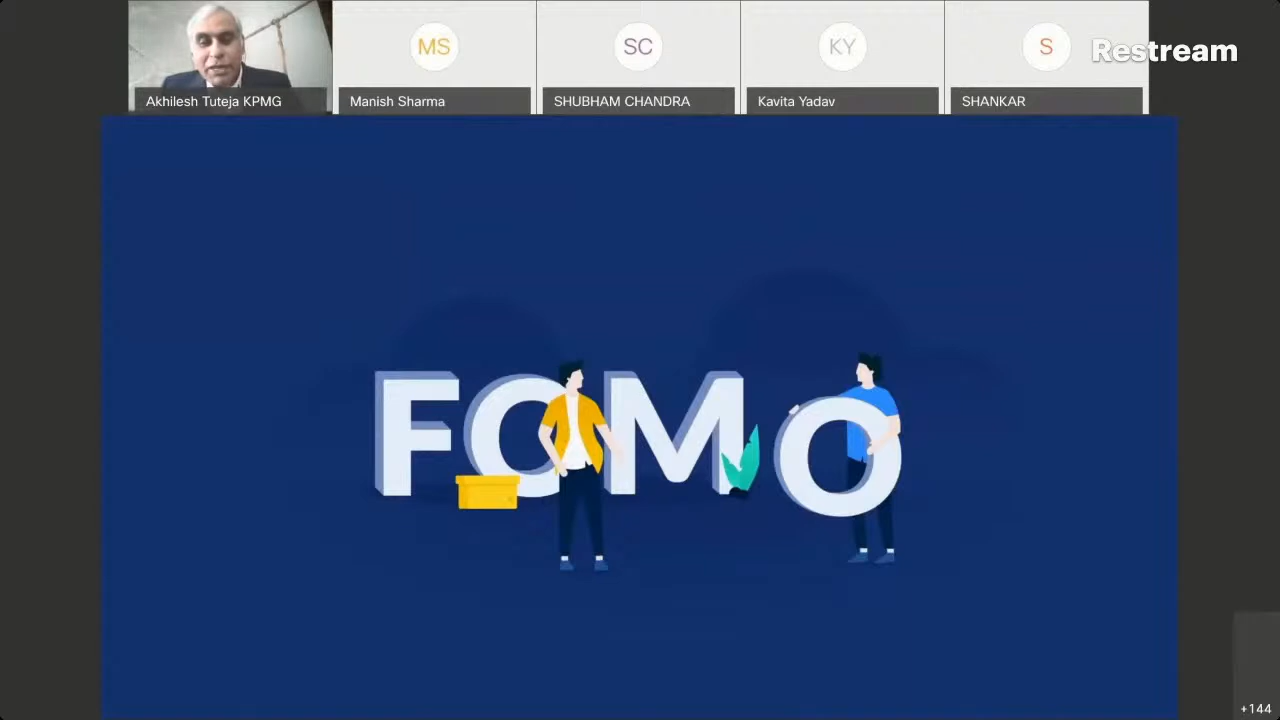 MS
SC
KY
S
Restream
Akhilesh Tuteja KPMG
Manish Sharma
SHUBHAM CHANDRA
Kavita Yadav
SHANKAR
FOMO
+144